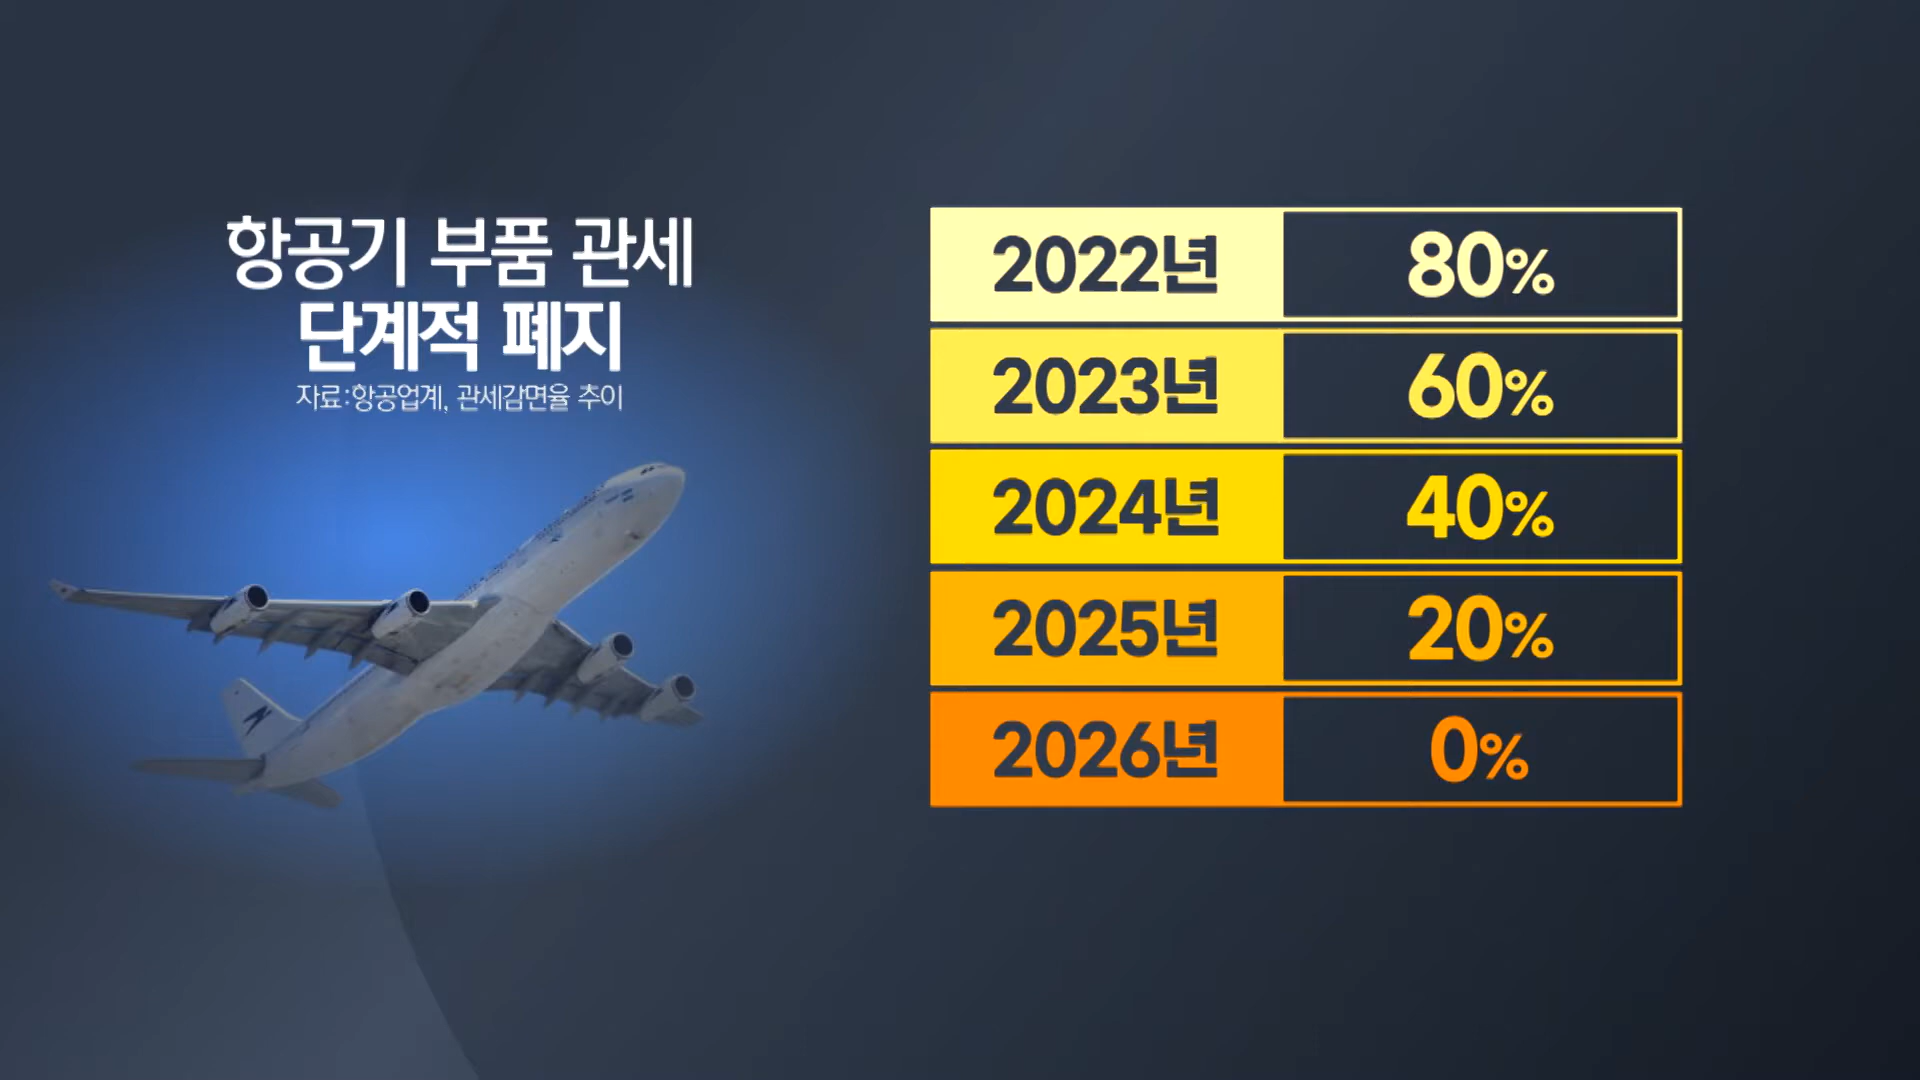 항공기 부품 관세
단계적 폐지
자료:항공업계, 관세감면율 추이
2022년 80%
2023년 60%
2024년 40%
2025년 20%
2026년 0%